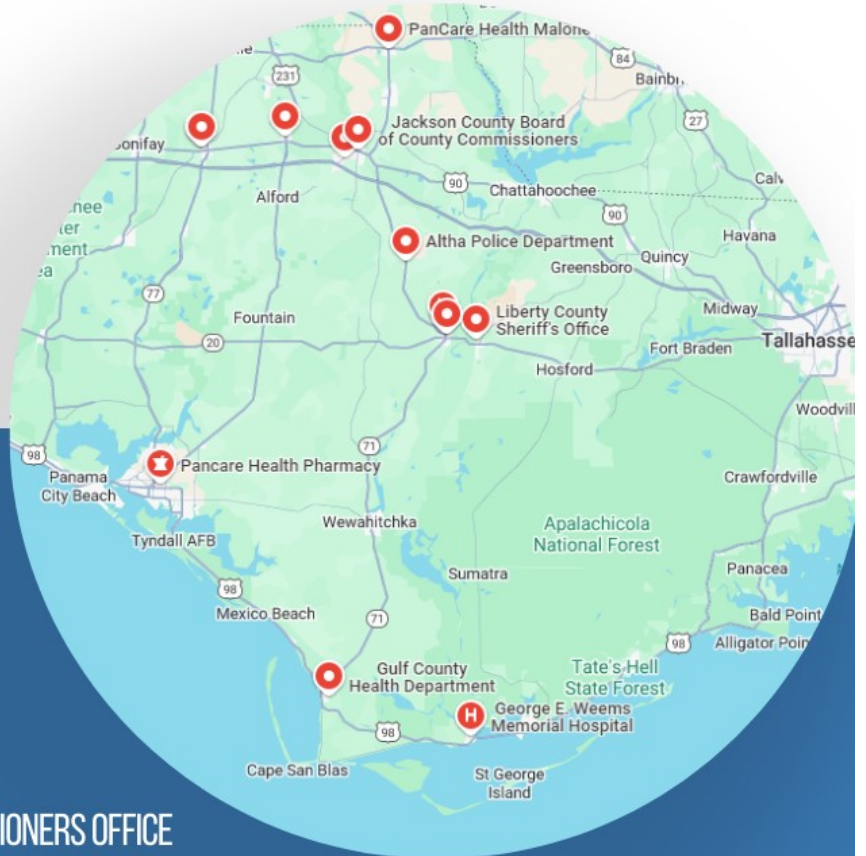 PanCare Health Malone
84
231
Bainbri
27
Jackson County Board
of County Commissioners
Bonifay
90
Chattahoochee
Alford
90
Havana
Altha Police Department
Quincy
Greensboro
77
Midway
Fountain
Liberty County
Sheriff's Office
20
Fort Braden
Tallahasse
Hosford
Woodvill
98
71
Pancare Health Pharmacy
Panama
City Beach
Crawfordville
Wewahitchka
Apalachicola
National Forest
Tyndall AFB
Sumatra
Panacea
98
Mexico Beach
71
Bald Point
98
Alligator Poin
Gulf County
Health Department
Tate's Hell
State Forest
George E. Weems
Memorial Hospital
98
Cape San Blas
St George
Island
IONERS OFFICE